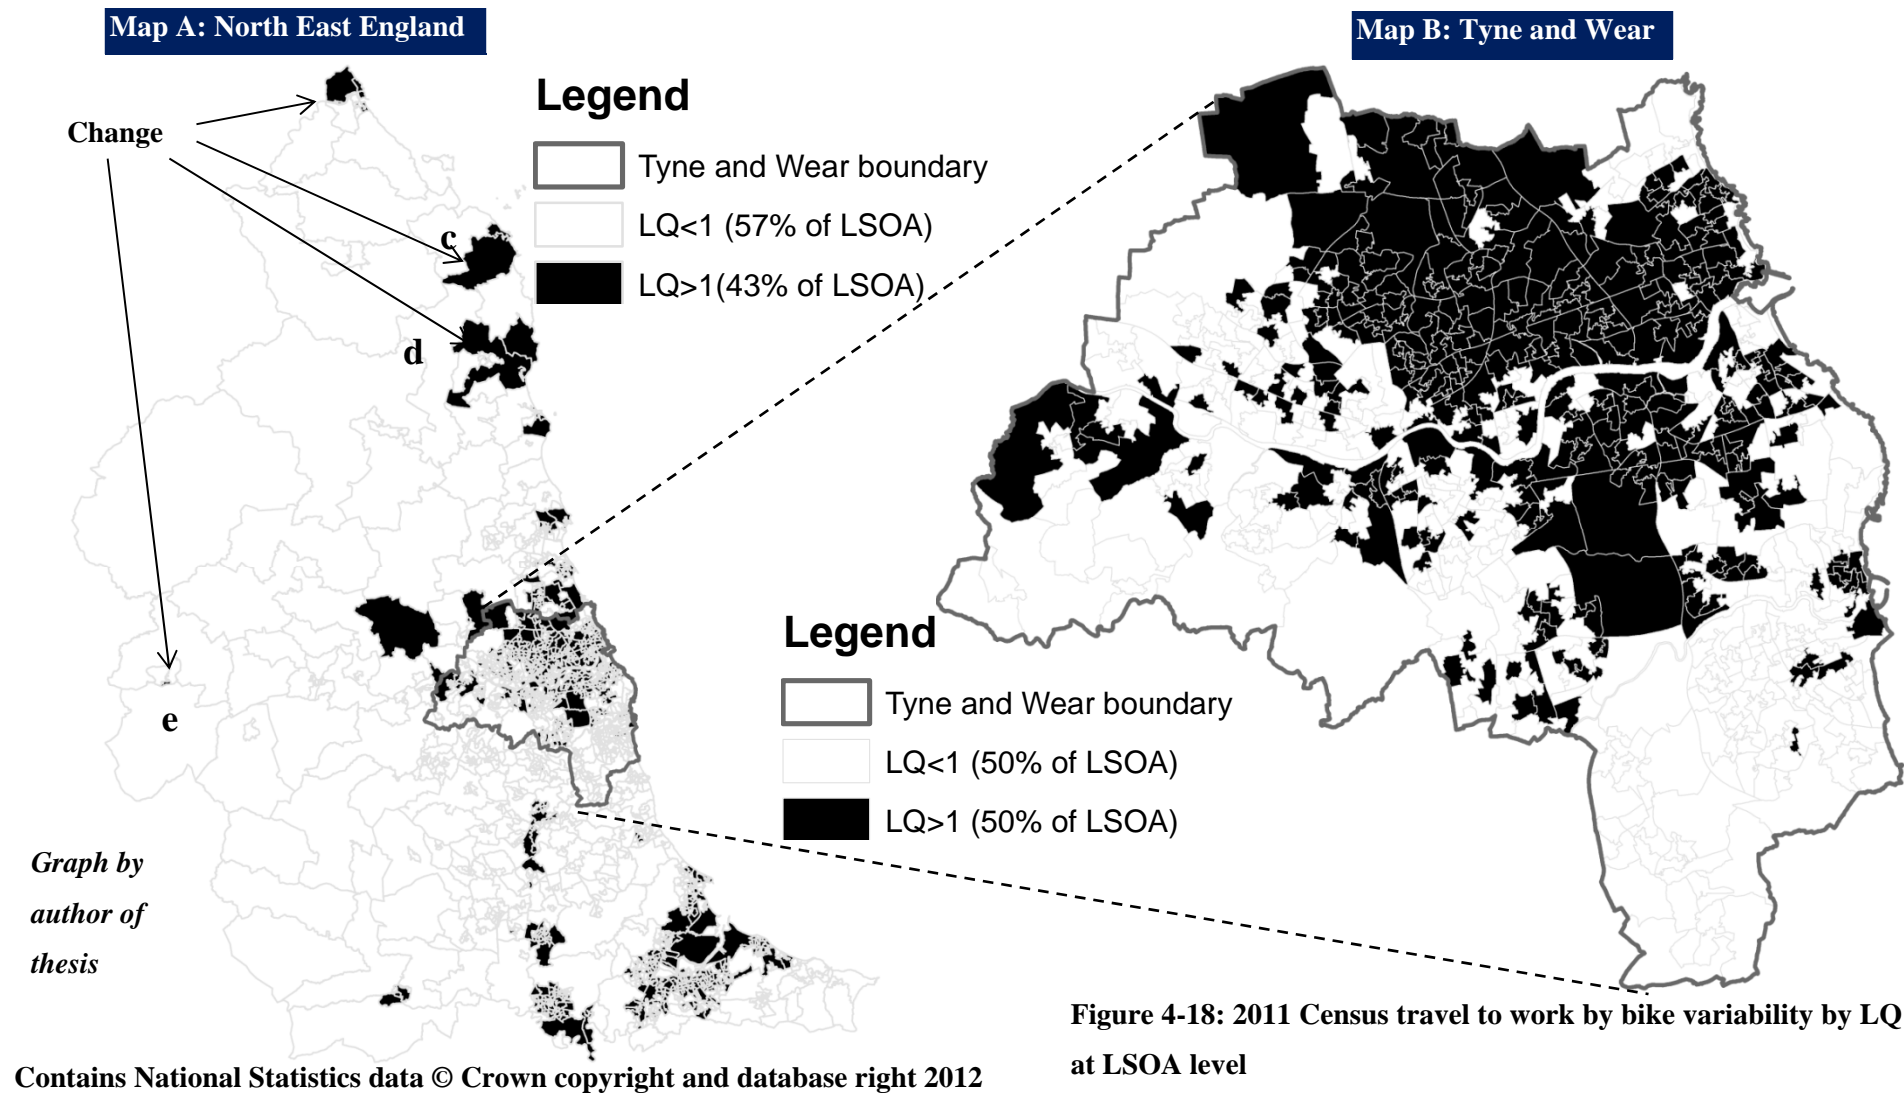 Map A: North East England
Map B: Tyne and Wear
Change
c
d
e
Legend
Tyne and Wear boundary
LQ<1 (57% of LSOA)
LQ>1(43% of LSOA)
Legend
Tyne and Wear boundary
LQ<1 (50% of LSOA)
LQ>1 (50% of LSOA)
Graph by
author of
thesis
Figure 4-18: 2011 Census travel to work by bike variability by LQ
at LSOA level
Contains National Statistics data © Crown copyright and database right 2012